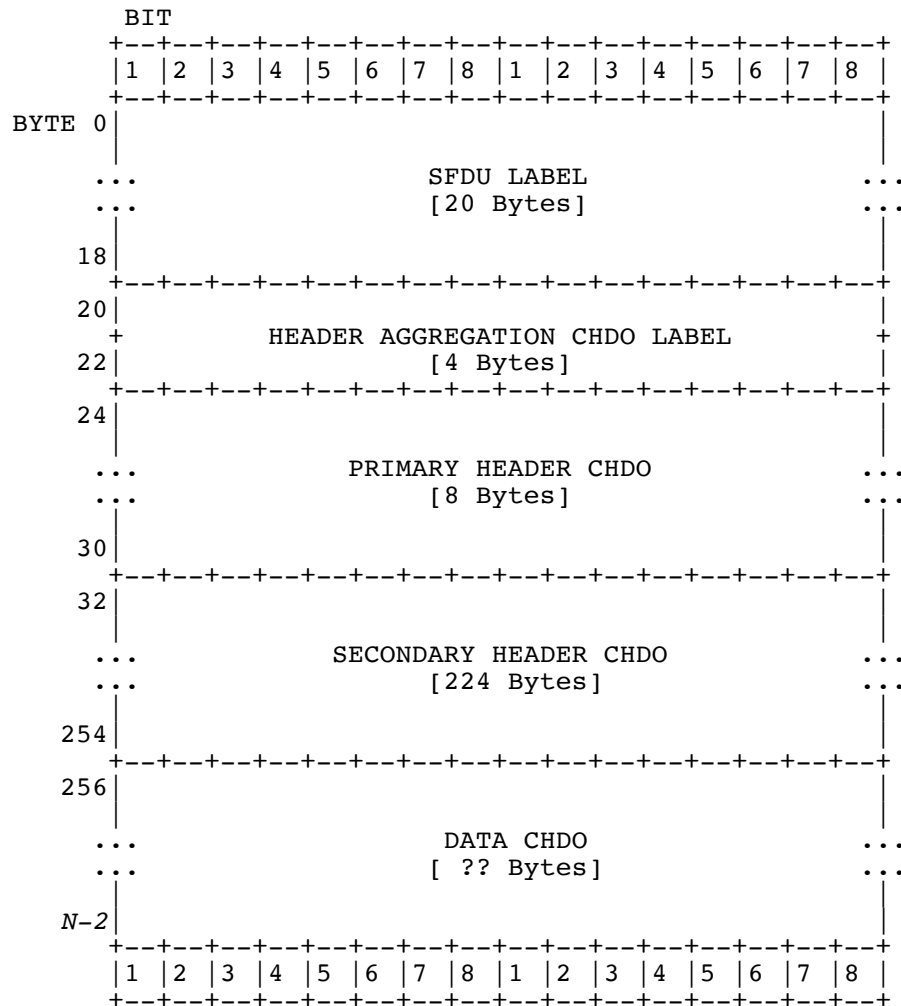 BIT
+--+--+--+--+--+--+--+--+--+--+--+--+--+--+--+--+
|1 |2 |3 |4 |5 |6 |7 |8 |1 |2 |3 |4 |5 |6 |7 |8 |
+--+--+--+--+--+--+--+--+--+--+--+--+--+--+--+--+
BYTE 0| |
| |
... SFDU LABEL ...
... [20 Bytes] ...
| |
18| |
+--+--+--+--+--+--+--+--+--+--+--+--+--+--+--+--+
20| |
+ HEADER AGGREGATION CHDO LABEL +
22| [4 Bytes] |
+--+--+--+--+--+--+--+--+--+--+--+--+--+--+--+--+
24| |
| |
... PRIMARY HEADER CHDO ...
... [8 Bytes] ...
| |
30| |
+--+--+--+--+--+--+--+--+--+--+--+--+--+--+--+--+
32| |
| |
... SECONDARY HEADER CHDO ...
... [224 Bytes] ...
| |
254| |
+--+--+--+--+--+--+--+--+--+--+--+--+--+--+--+--+
256| |
| |
... DATA CHDO ...
... [ ?? Bytes] ...
| |
N-2| |
+--+--+--+--+--+--+--+--+--+--+--+--+--+--+--+--+
|1 |2 |3 |4 |5 |6 |7 |8 |1 |2 |3 |4 |5 |6 |7 |8 |
+--+--+--+--+--+--+--+--+--+--+--+--+--+--+--+--+